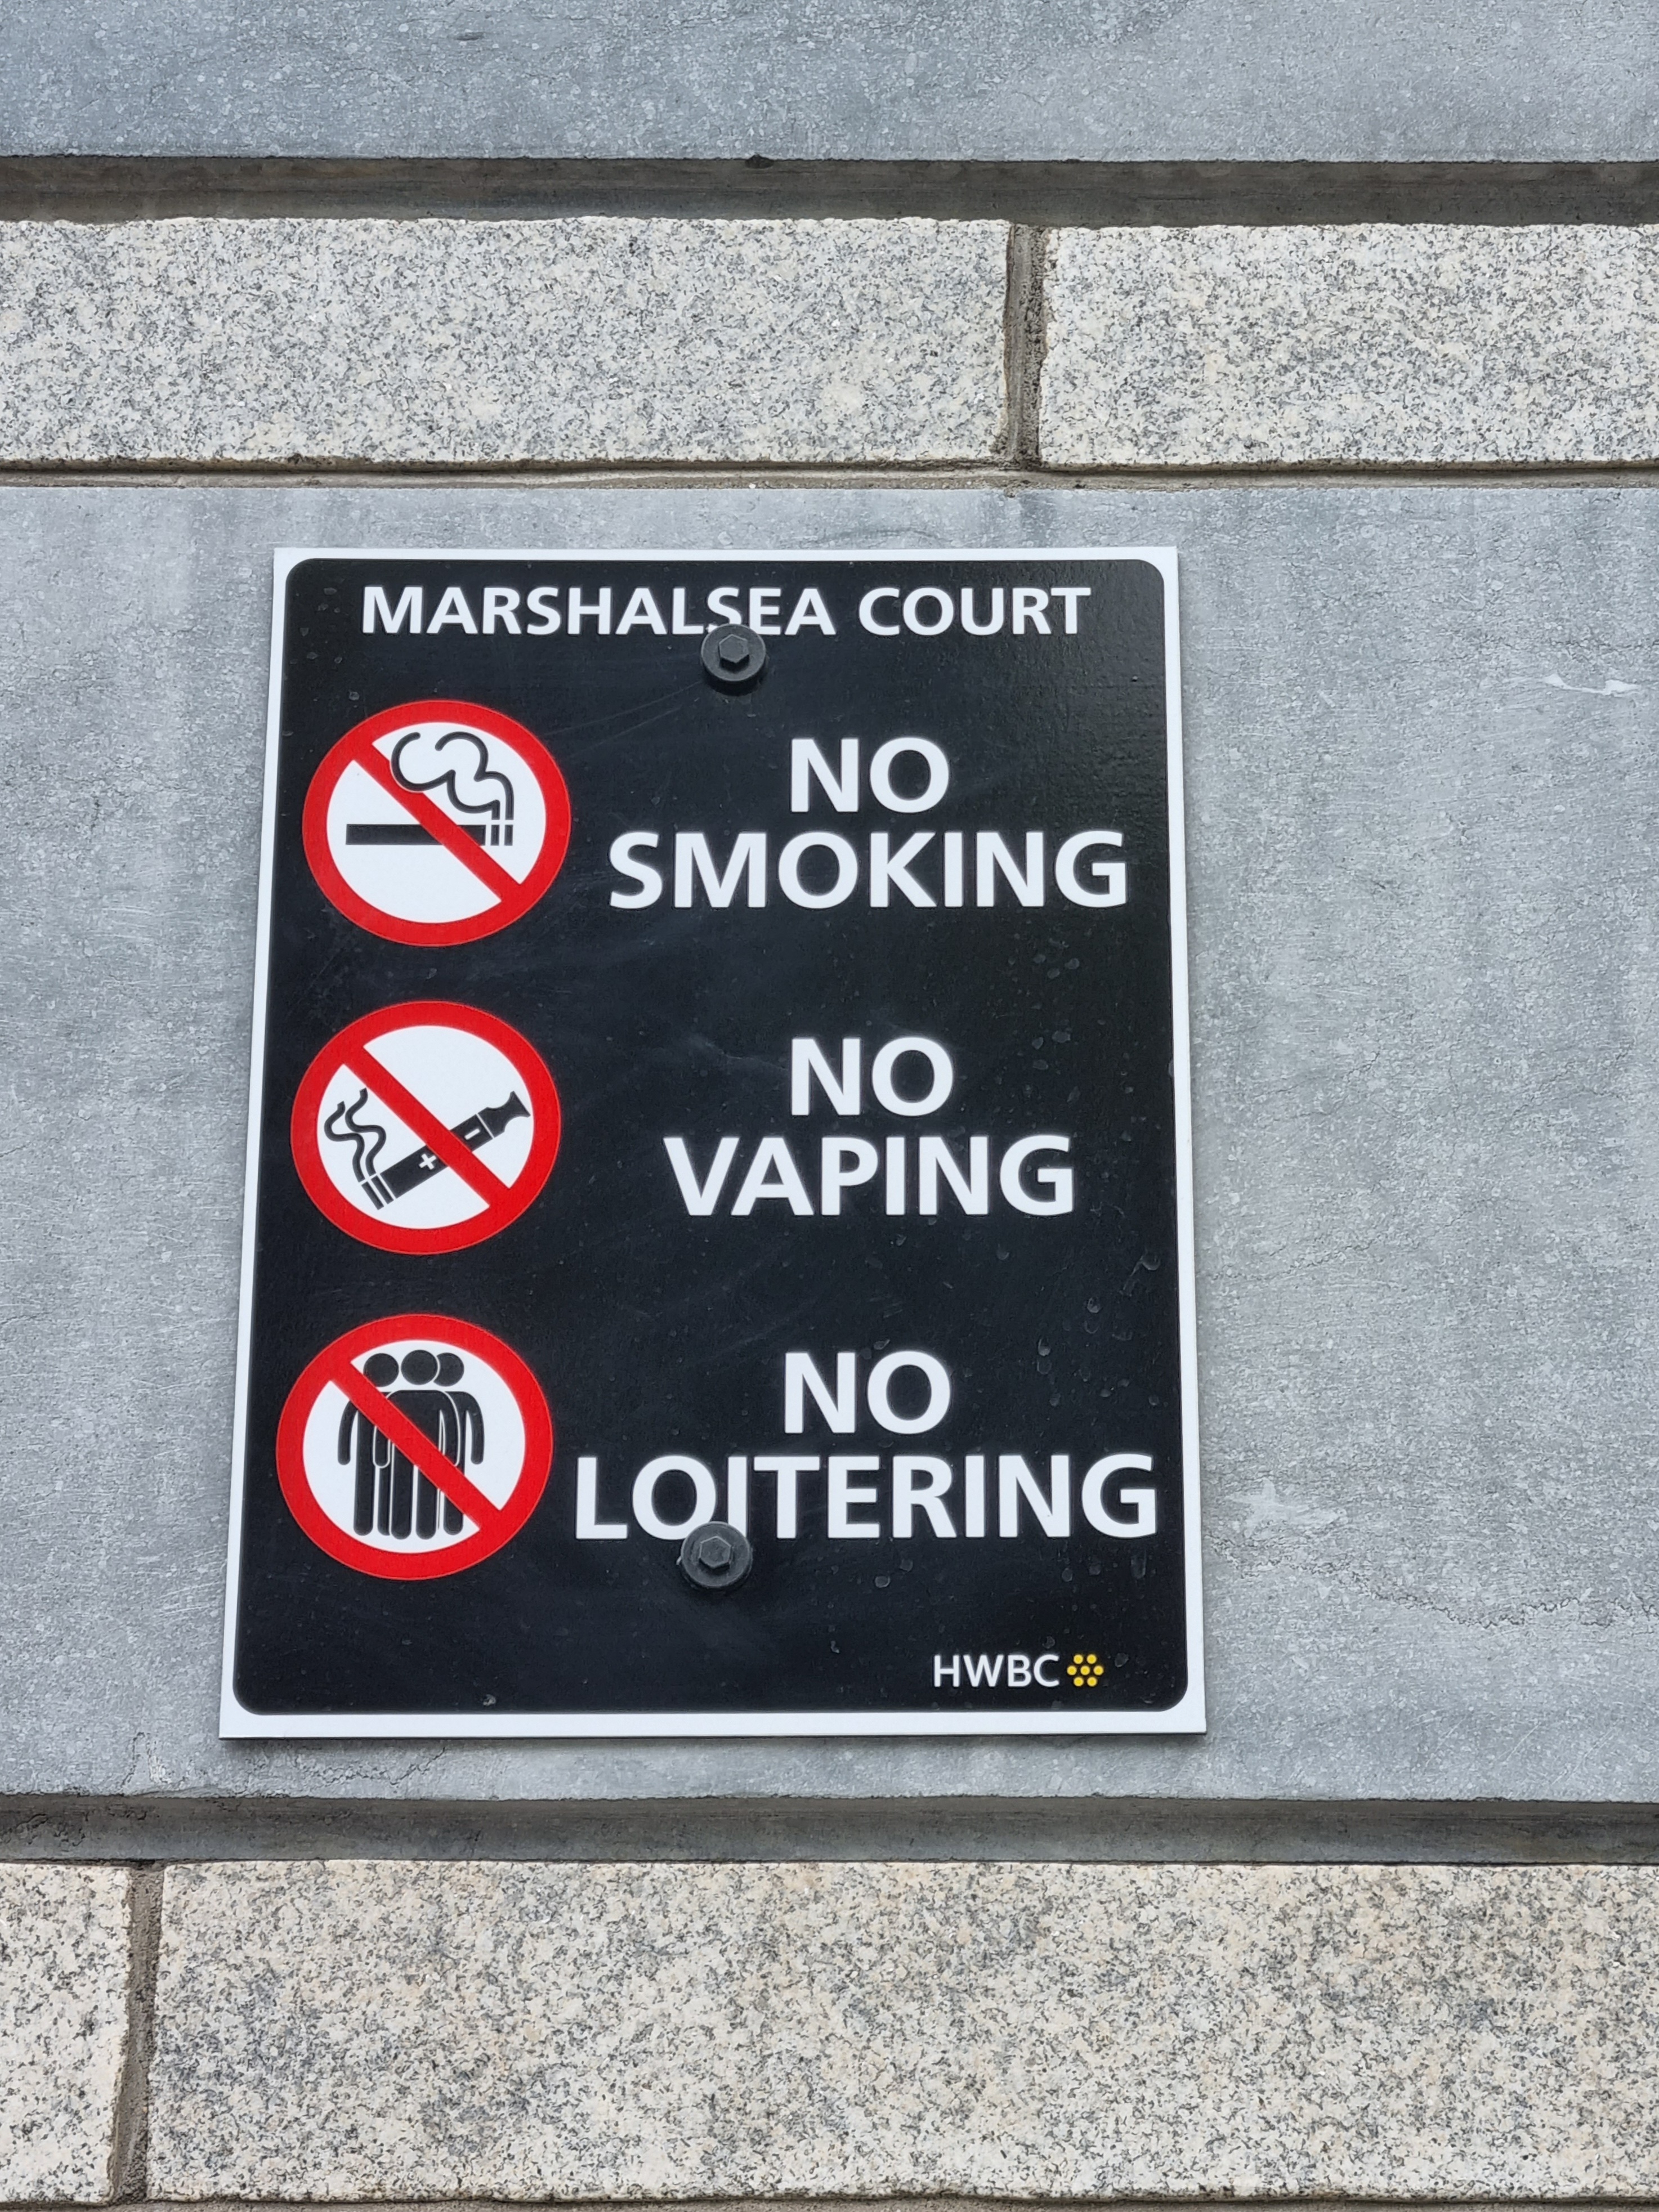 MARSHALSEA COURT
NO
SMOKING
NO
VAPING
NO
LOITERING
HWBC